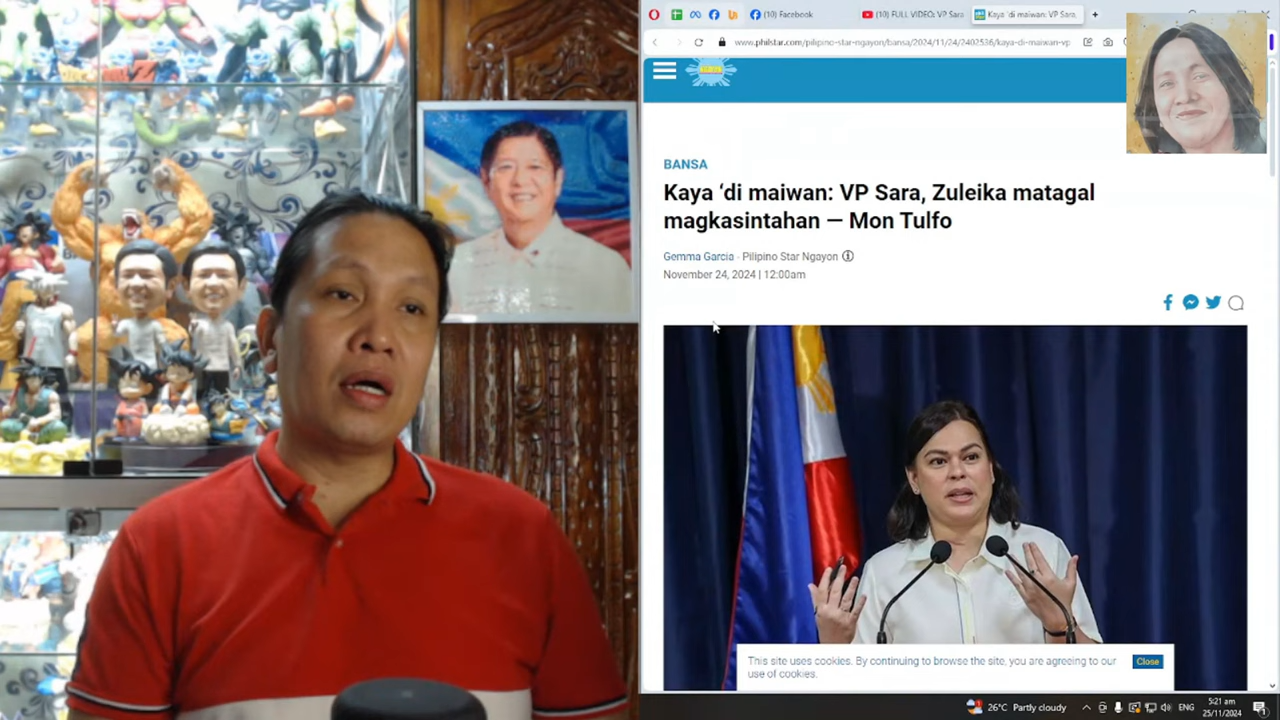 (10) Facebook
(10) FULL VIDEO: VP Sara
Kaya 'di maiwan: VP Sara,
www.philstar.com/pilipino-star-ngayon/bansa/2024/11/24/2402536/kaya-di-maiwan-vp
BANSA
Kaya ‘di maiwan: VP Sara, Zuleika matagal
magkasintahan — Mon Tulfo
Gemma Garcia - Pilipino Star Ngayon
November 24, 2024 | 12:00am
This site uses cookies. By continuing to browse the site, you are agreeing to our
use of cookies.
Close
26°C Partly cloudy
ENG
5:21 am
25/11/2024